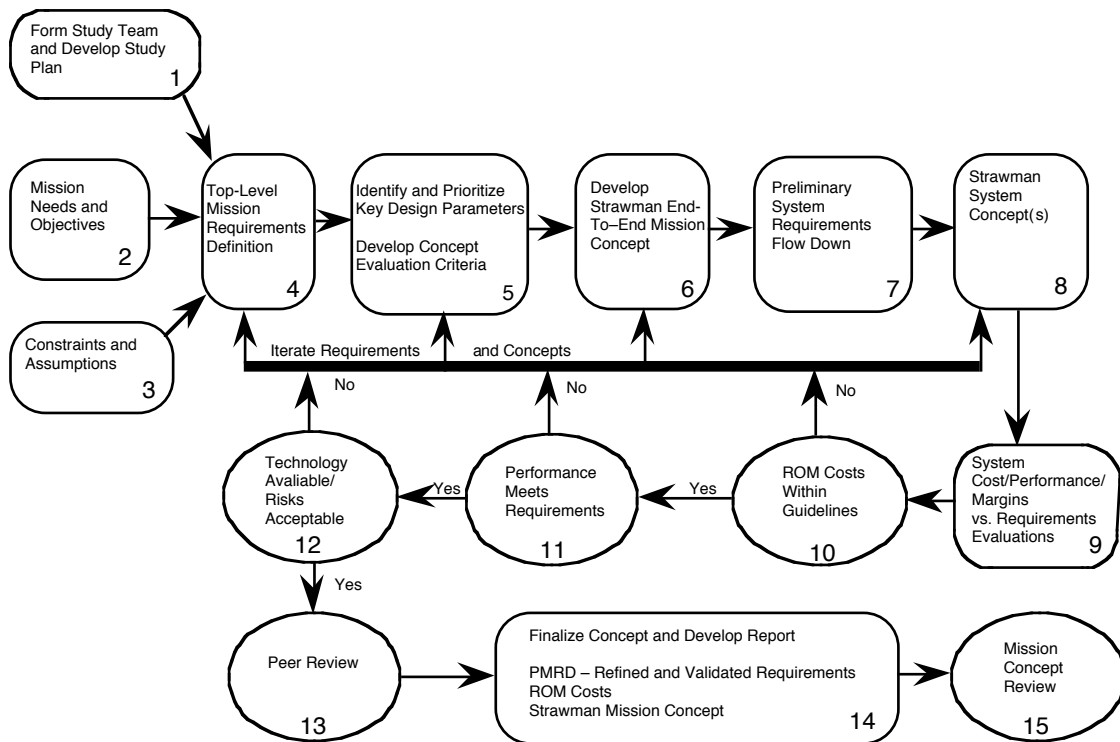 Form Study Team
and Develop Study
Plan
1
Mission
Needs and
Objectives
2
Constraints and
Assumptions
3
Top-Level
Mission
Requirements
Definition
4
Identify and Prioritize
Key Design Parameters
Develop Concept
Evaluation Criteria
5
Develop
Strawman End-
To–End Mission
Concept
6
Preliminary
System
Requirements
Flow Down
7
Strawman
System
Concept(s)
8
Iterate Requirements and Concepts
No
No
No
Technology
Avaliable/
Risks
Acceptable
12
Yes
Performance
Meets
Requirements
11
Yes
ROM Costs
Within
Guidelines
10
System
Cost/Performance/
Margins
vs. Requirements
Evaluations
9
Yes
Peer Review
13
Finalize Concept and Develop Report
PMRD – Refined and Validated Requirements
ROM Costs
Strawman Mission Concept
14
Mission
Concept
Review
15